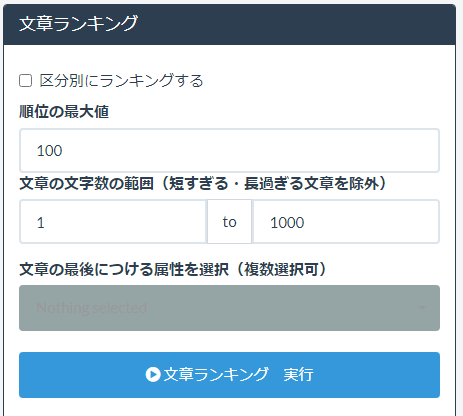 文章ランキング
区分別にランキングする
順位の最大値
100
文章の文字数の範囲（短すぎる・長過ぎる文章を除外）
1 to 1000
文章の最後につける属性を選択（複数選択可）
Nothing selected
文章ランキング　実行